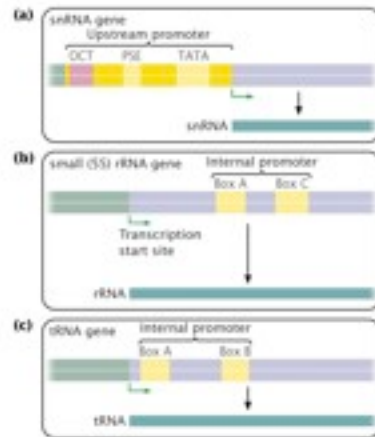 (a) snRNA gene
Upstream promoter
OCT PSE TATA
snRNA
(b) small (5S) rRNA gene
Internal promoter
Box A Box C
Transcription
start site
rRNA
(c) tRNA gene
Internal promoter
Box A Box B
tRNA